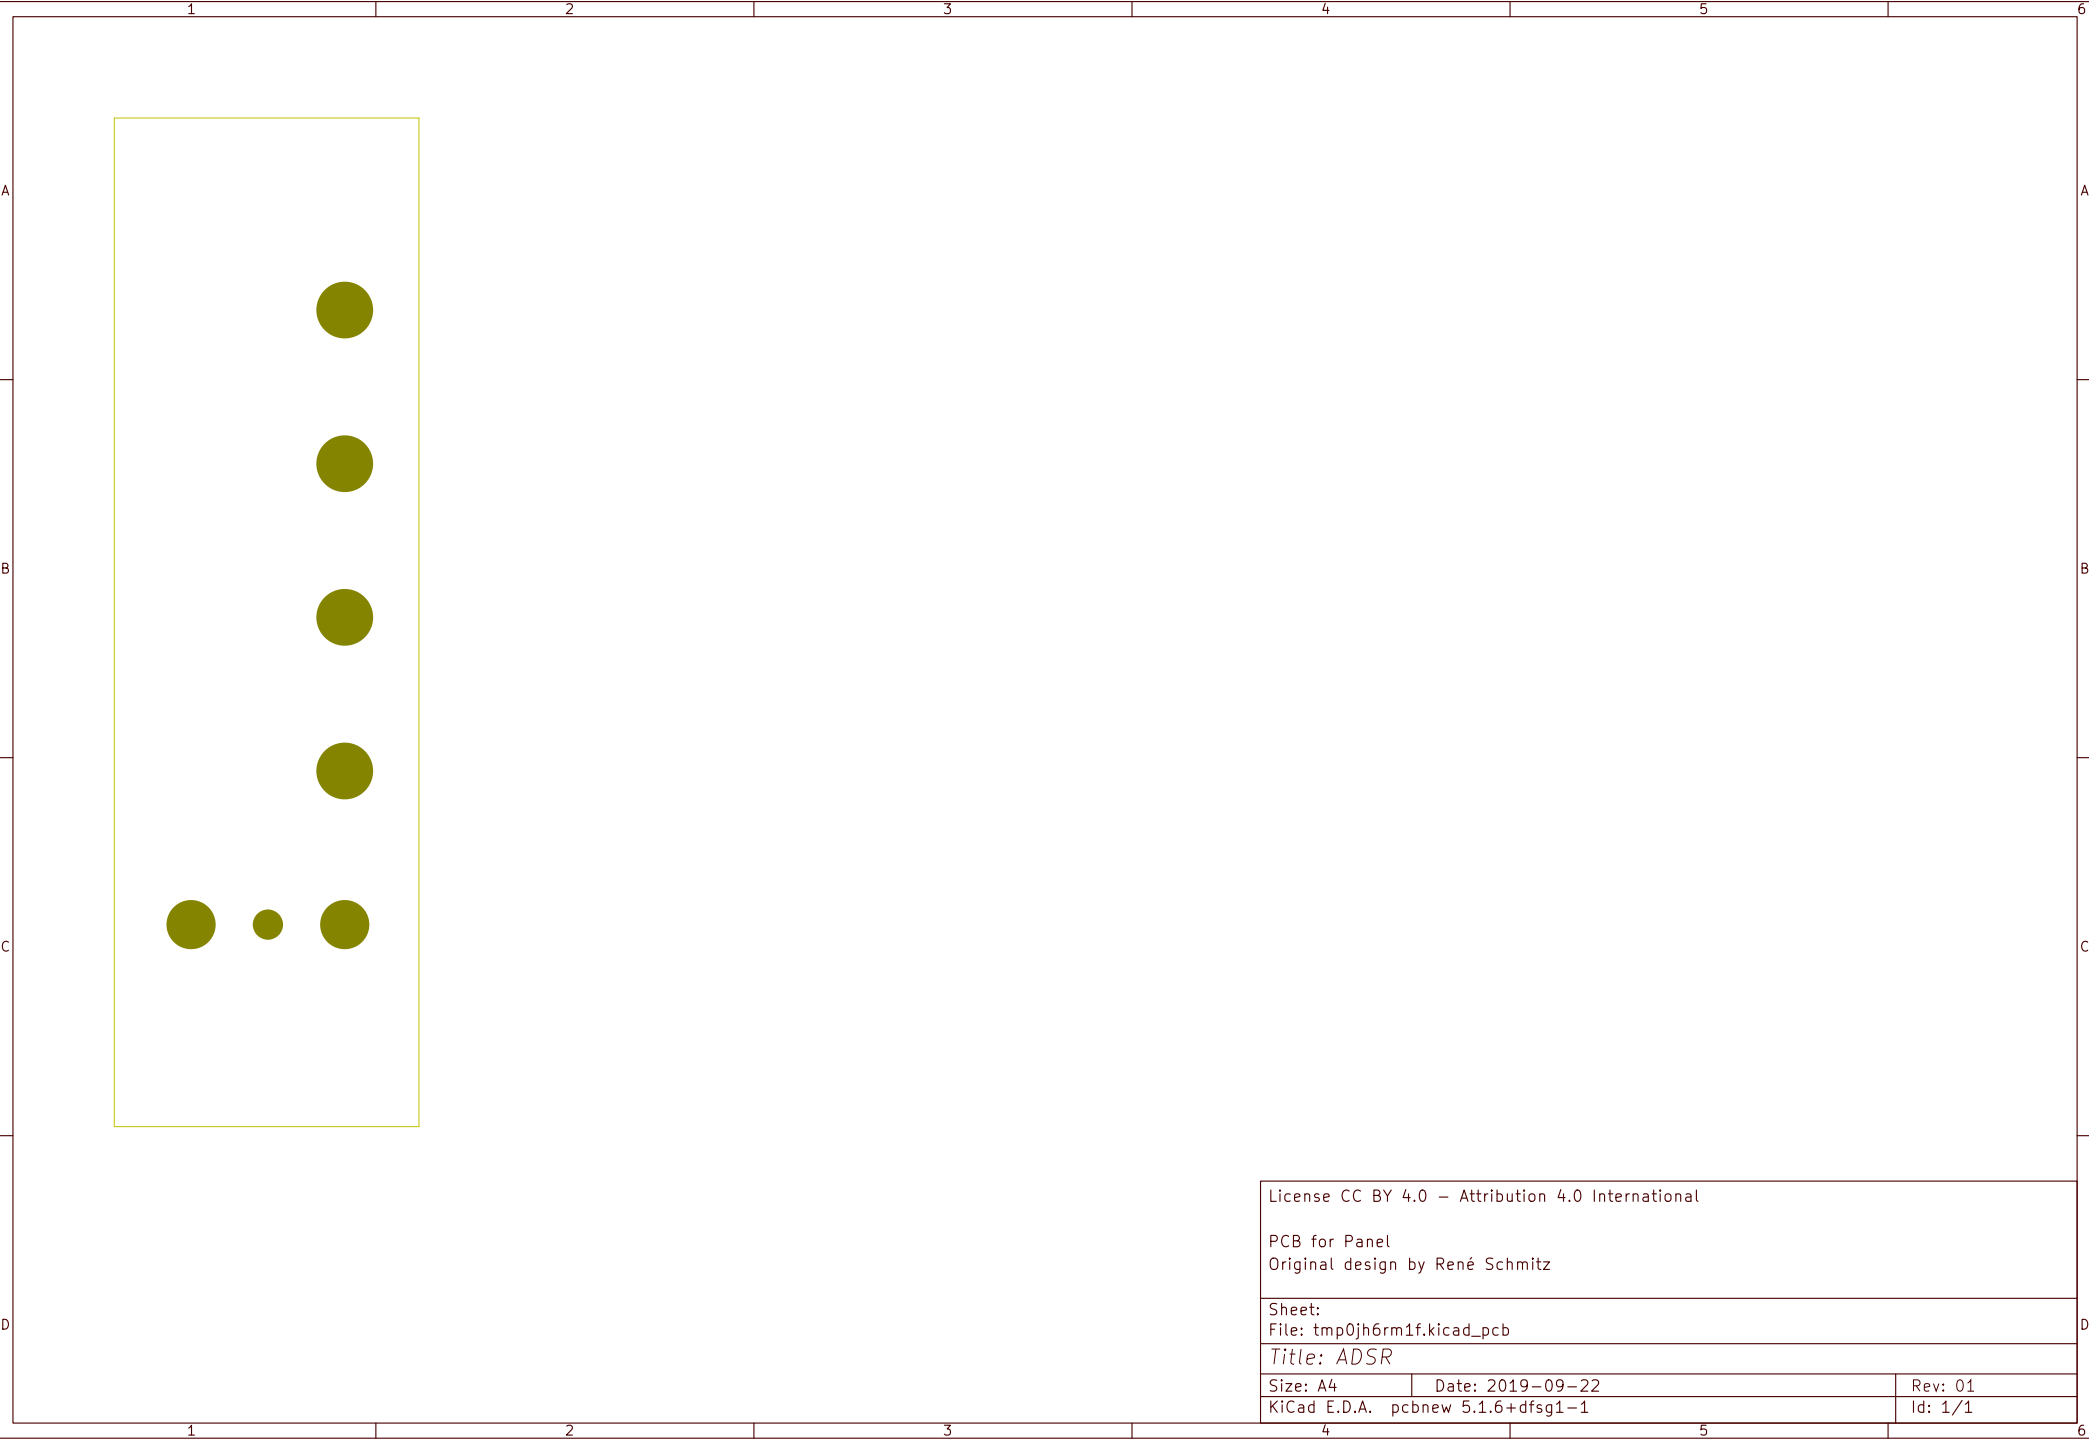 1 2 3 4 5 6
A A
B B
C C
License CC BY 4.0 − Attribution 4.0 International
PCB for Panel
Original design by René Schmitz
Sheet:
File: tmp0jh6rm1f.kicad_pcb
D D
Title: ADSR
Size: A4 Date: 2019−09−22 Rev: 01
KiCad E.D.A. pcbnew 5.1.6+dfsg1−1 Id: 1/1
1 2 3 4 5 6